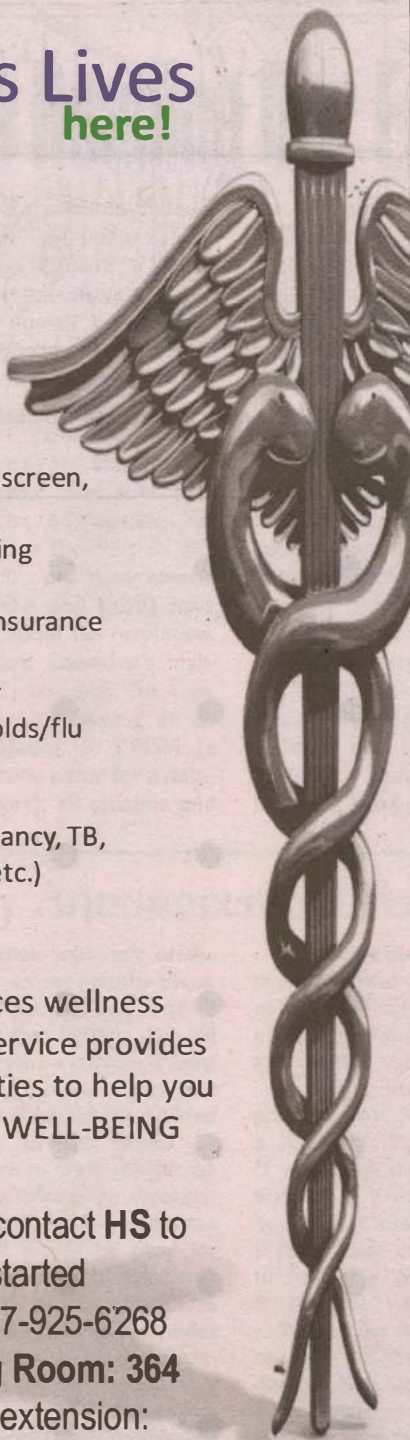 s Lives
here!
screen,
ing
nsurance
olds/flu
ancy, TB,
etc.)
ces wellness
ervice provides
ties to help you
WELL-BEING
contact HS to
started
7-925-6268
g Room: 364
extension: